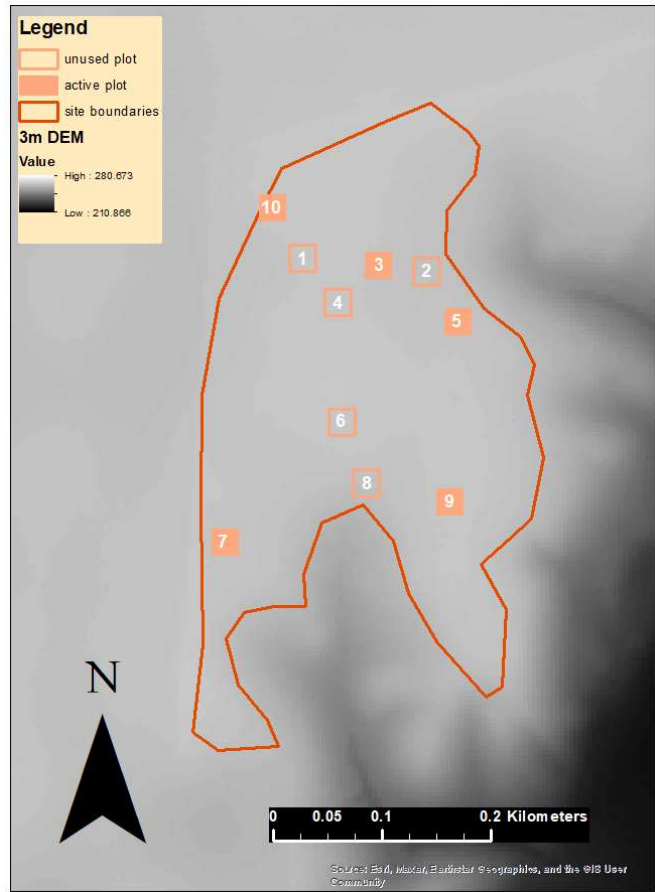 Legend
unused plot
active plot
site boundaries
3m DEM
Value
High : 280.673
Low : 210.866
10
1
3
2
4
5
6
8
9
7
N
0 0.05 0.1 0.2 Kilometers
Source: Esri, Maxar, Earthstar Geographics, and the GIS User
Community